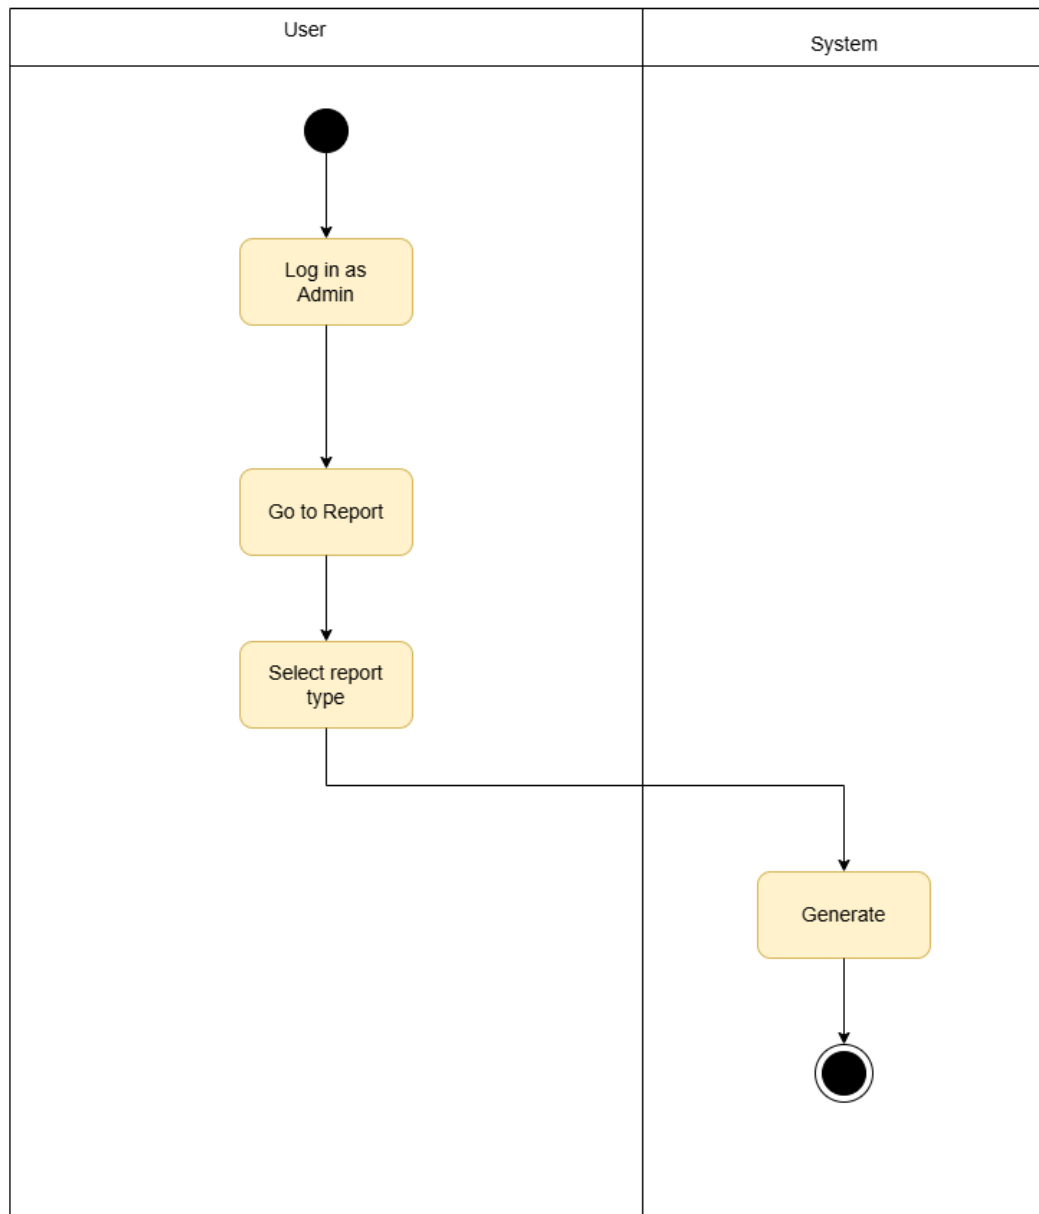 User
System
Log in as
Admin
Go to Report
Select report
type
Generate